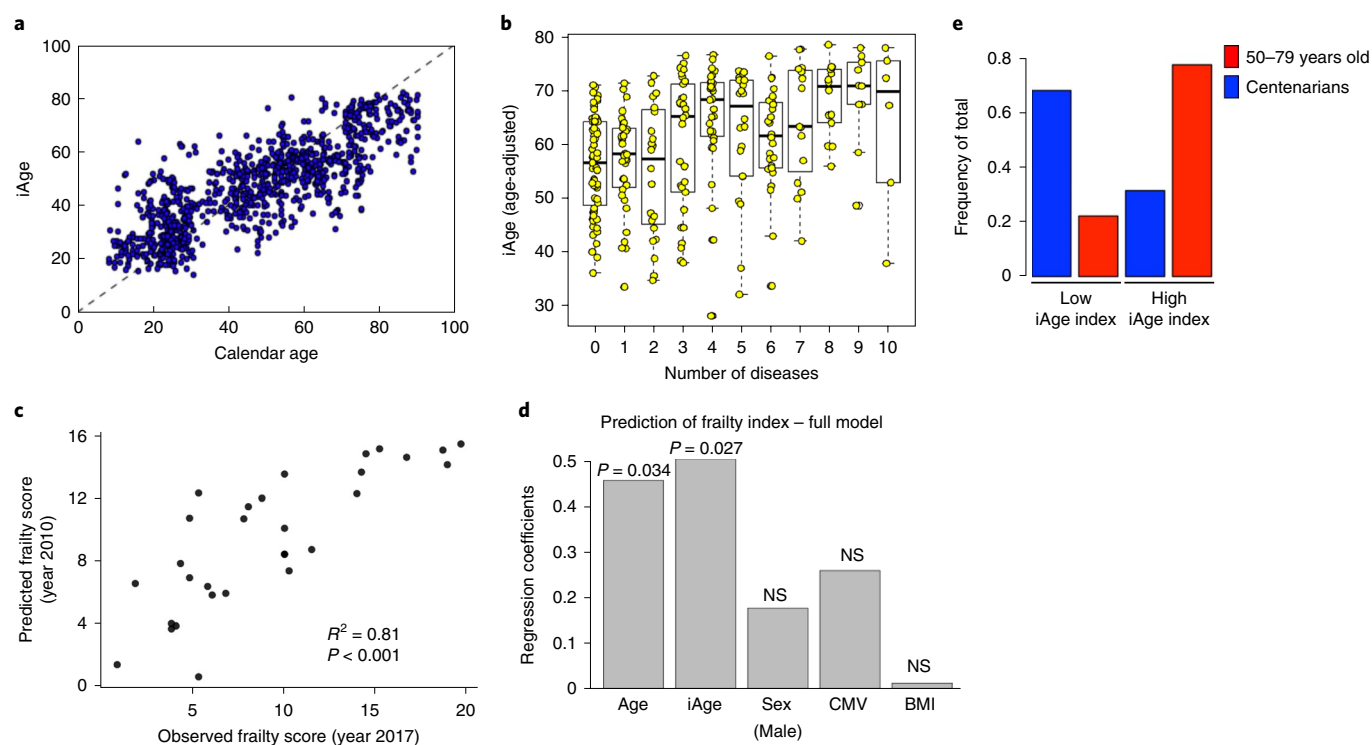 a
100
80
60
40
20
0
iAge
0 20 40 60 80 100
Calendar age
b
80
70
60
50
40
30
iAge (age-adjusted)
0 1 2 3 4 5 6 7 8 9 10
Number of diseases
e
50–79 years old
Centenarians
0.8
0.6
0.4
0.2
0
Frequency of total
Low
iAge index
High
iAge index
c
16
12
8
4
0
Predicted frailty score
(year 2010)
R² = 0.81
P < 0.001
5 10 15 20
Observed frailty score (year 2017)
d
Prediction of frailty index – full model
P = 0.027
P = 0.034
NS
NS
NS
0.5
0.4
0.3
0.2
0.1
0
Regression coefficients
Age iAge Sex CMV BMI
(Male)